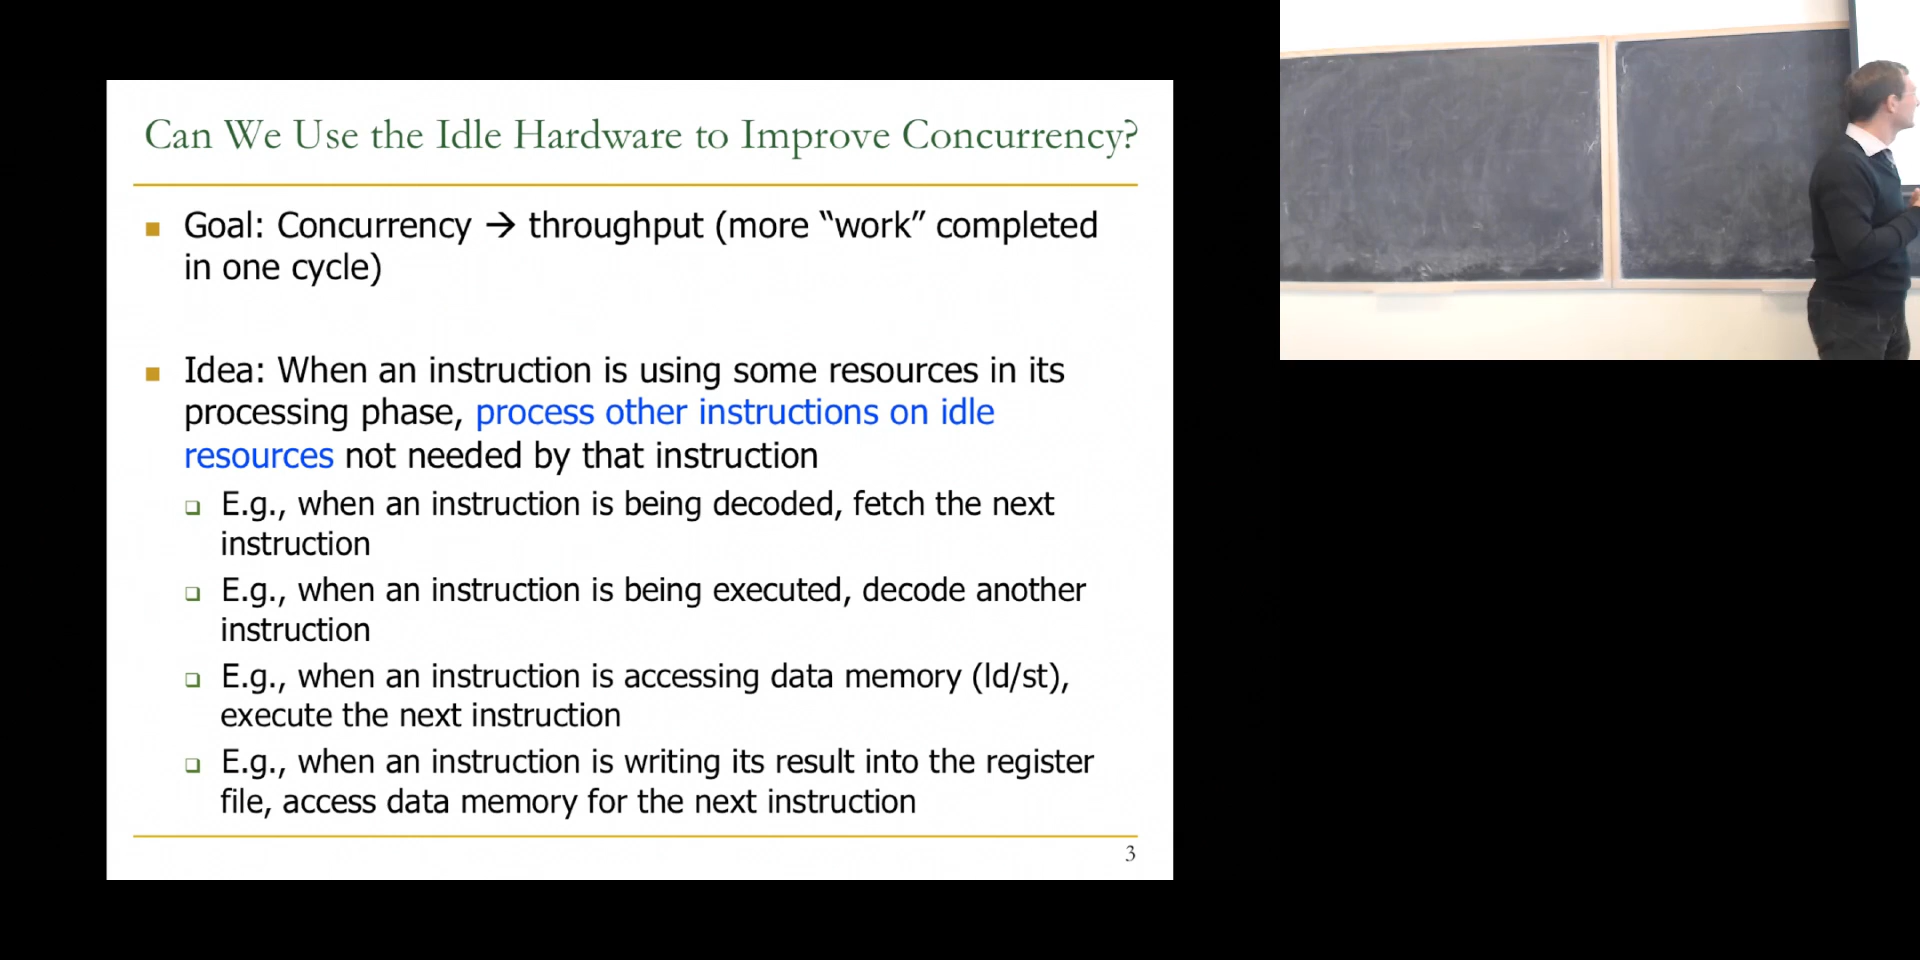 Can We Use the Idle Hardware to Improve Concurrency?
Goal: Concurrency → throughput (more “work” completed
in one cycle)
Idea: When an instruction is using some resources in its
processing phase, process other instructions on idle
resources not needed by that instruction
E.g., when an instruction is being decoded, fetch the next
instruction
E.g., when an instruction is being executed, decode another
instruction
E.g., when an instruction is accessing data memory (ld/st),
execute the next instruction
E.g., when an instruction is writing its result into the register
file, access data memory for the next instruction
3